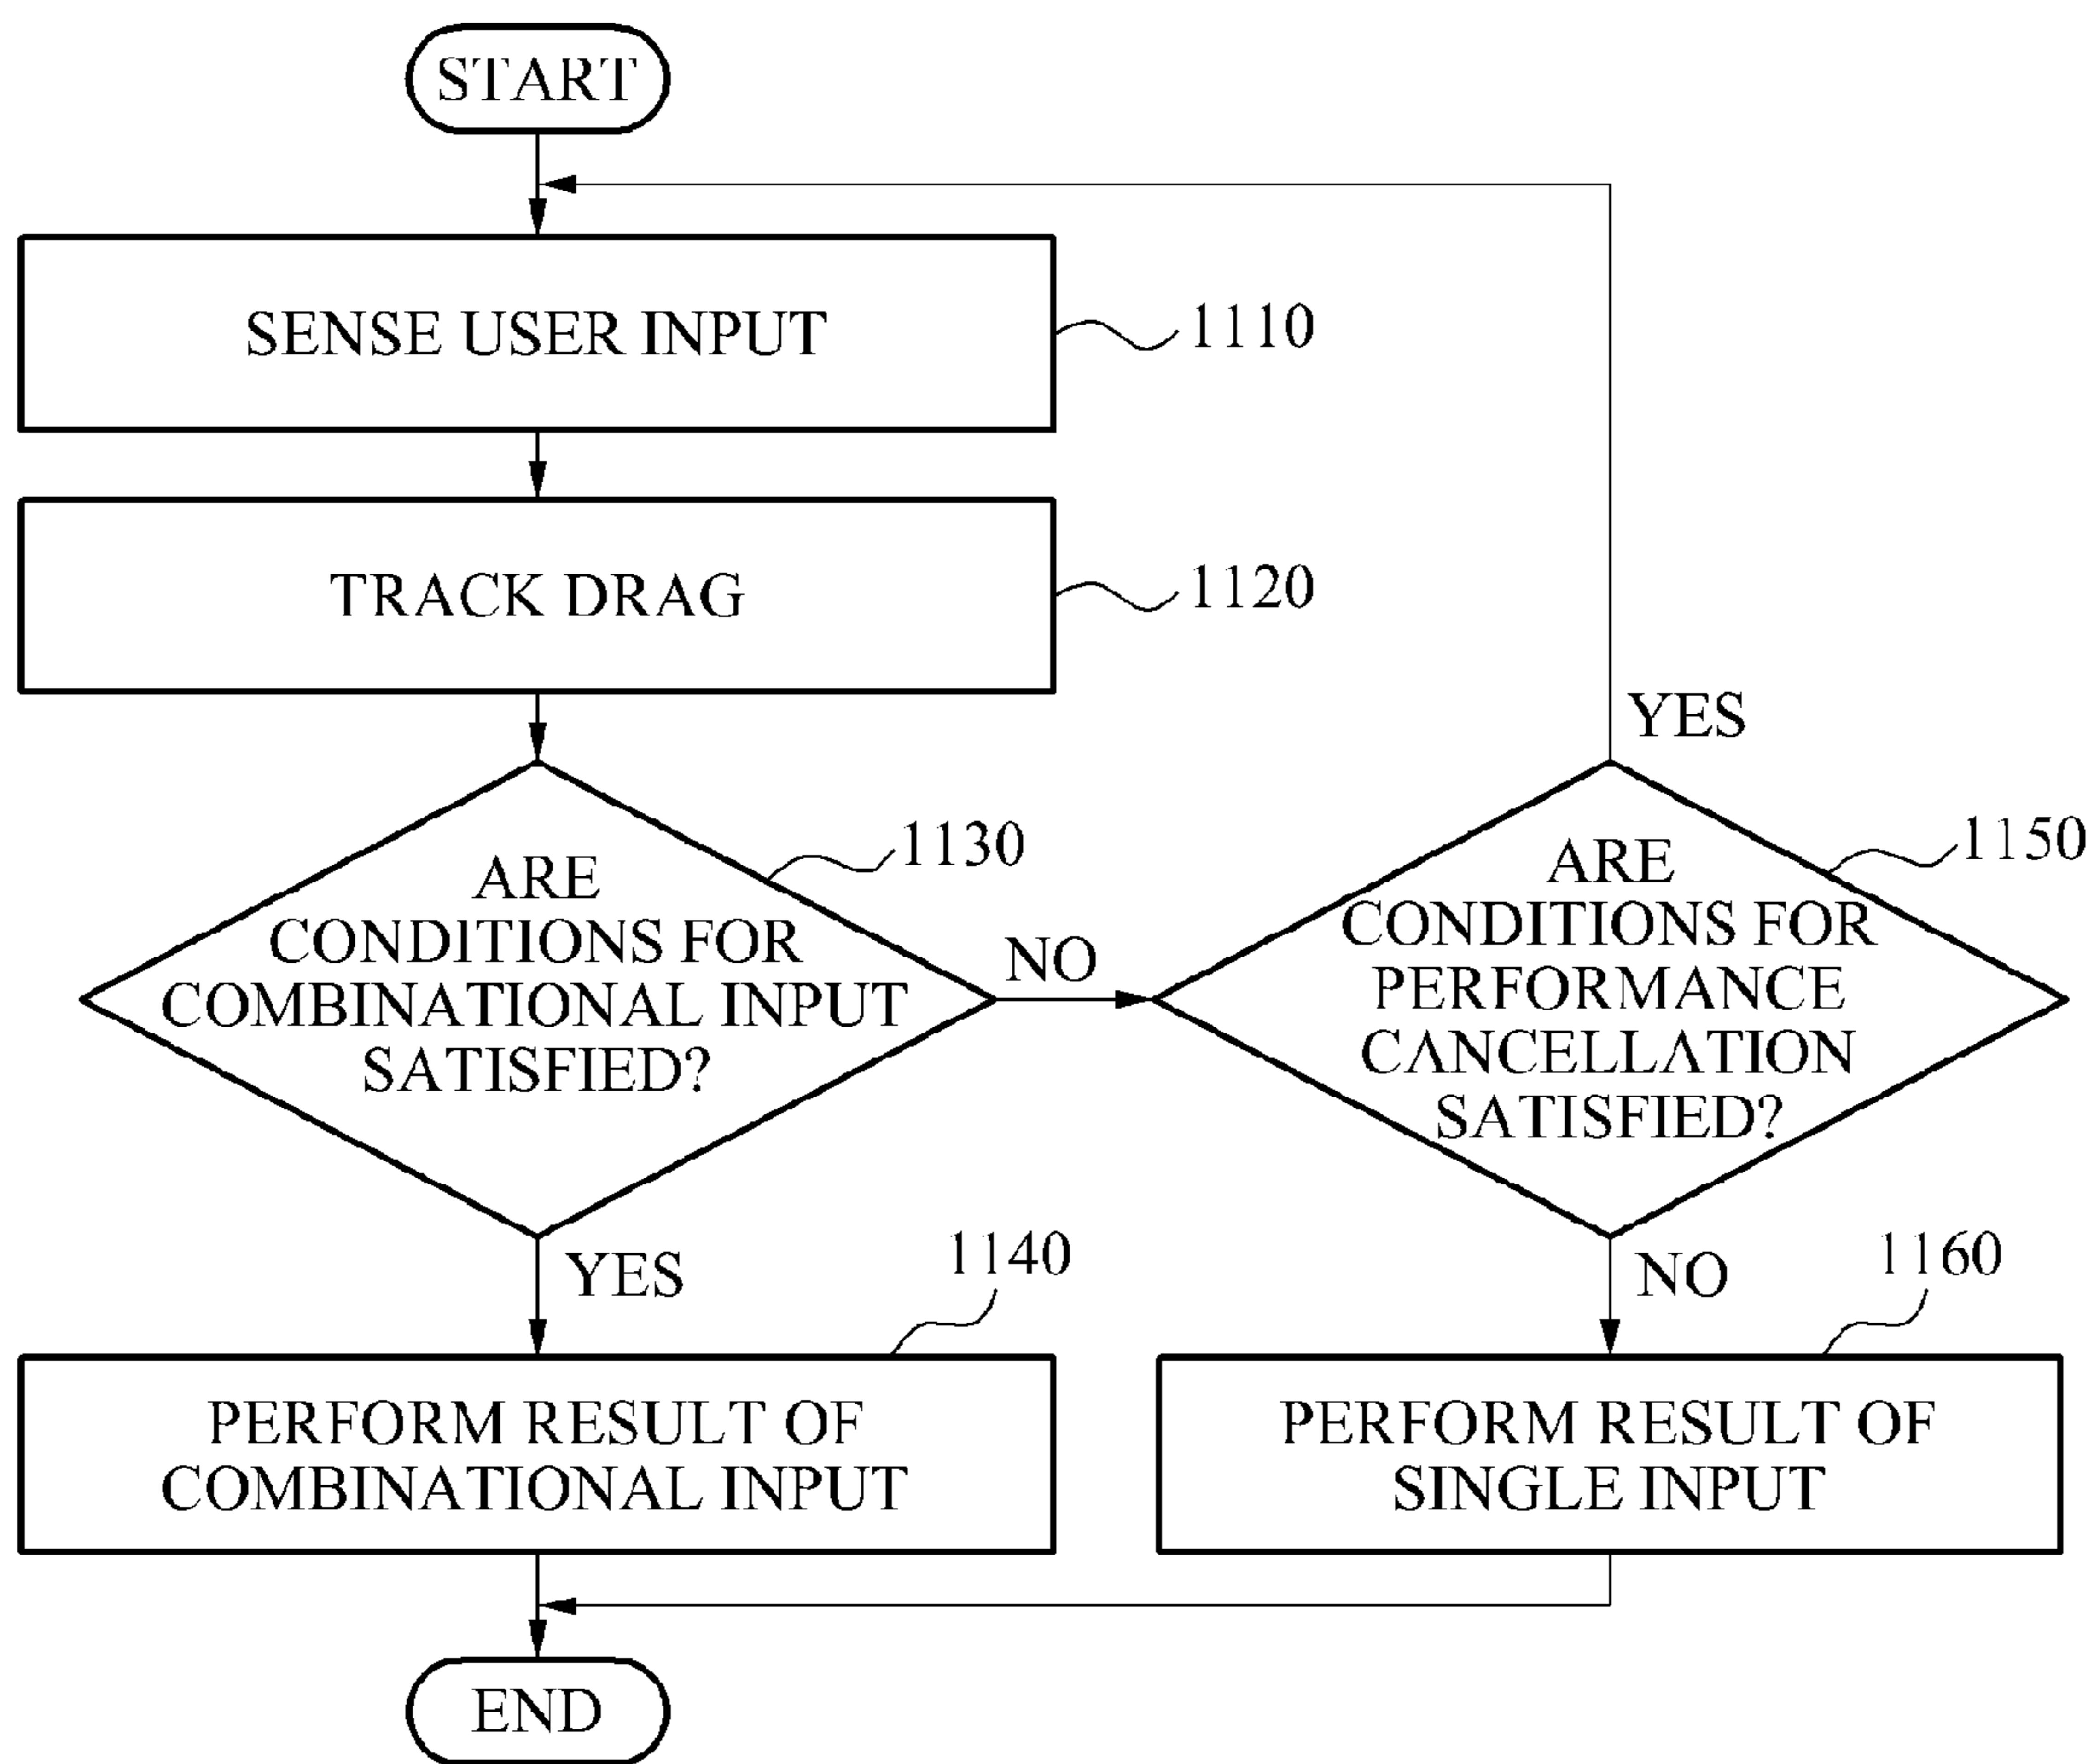 START
SENSE USER INPUT
1110
TRACK DRAG
1120
ARE
CONDITIONS FOR
COMBINATIONAL INPUT
SATISFIED?
1130
NO
YES
ARE
CONDITIONS FOR
PERFORMANCE
CANCELLATION
SATISFIED?
1150
YES
NO
PERFORM RESULT OF
COMBINATIONAL INPUT
1140
PERFORM RESULT OF
SINGLE INPUT
1160
END